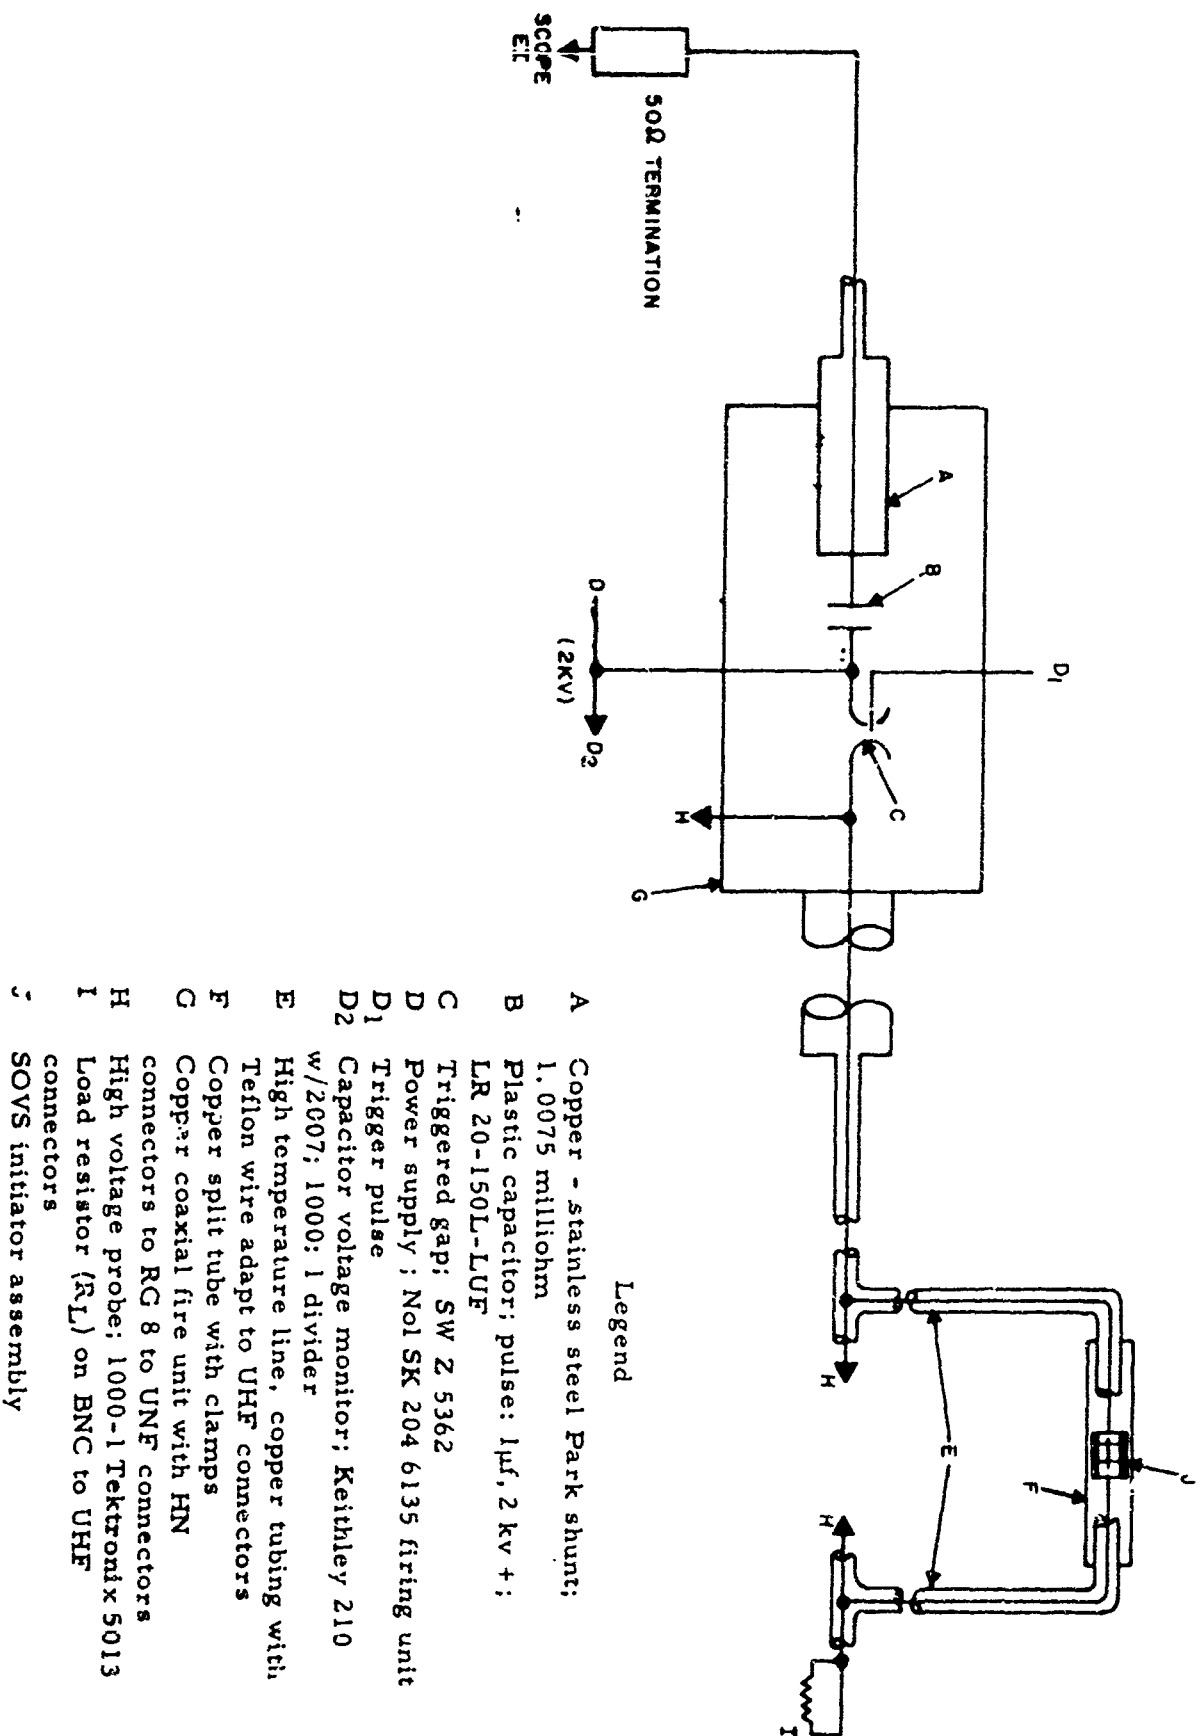 J
D₁
F
A
E
B
C
H
H
I
H
50Ω TERMINATION
G
D
D₂
(2KV)
SCOPE
Legend
A Copper - stainless steel Park shunt;
1.0075 milliohm
B Plastic capacitor; pulse: 1μf, 2 kv +;
LR 20-150L-LUF
C Triggered gap; SW Z 5362
D Power supply ; Nol SK 204 6135 firing unit
D₁ Trigger pulse
D₂ Capacitor voltage monitor; Keithley 210
w/2007; 1000; 1 divider
E High temperature line, copper tubing with
Teflon wire adapt to UHF connectors
F Copper split tube with clamps
G Copper coaxial fire unit with HN
connectors to RG 8 to UNF connectors
H High voltage probe; 1000-1 Tektronix 5013
I Load resistor (R_L) on BNC to UHF
connectors
J SOVS initiator assembly